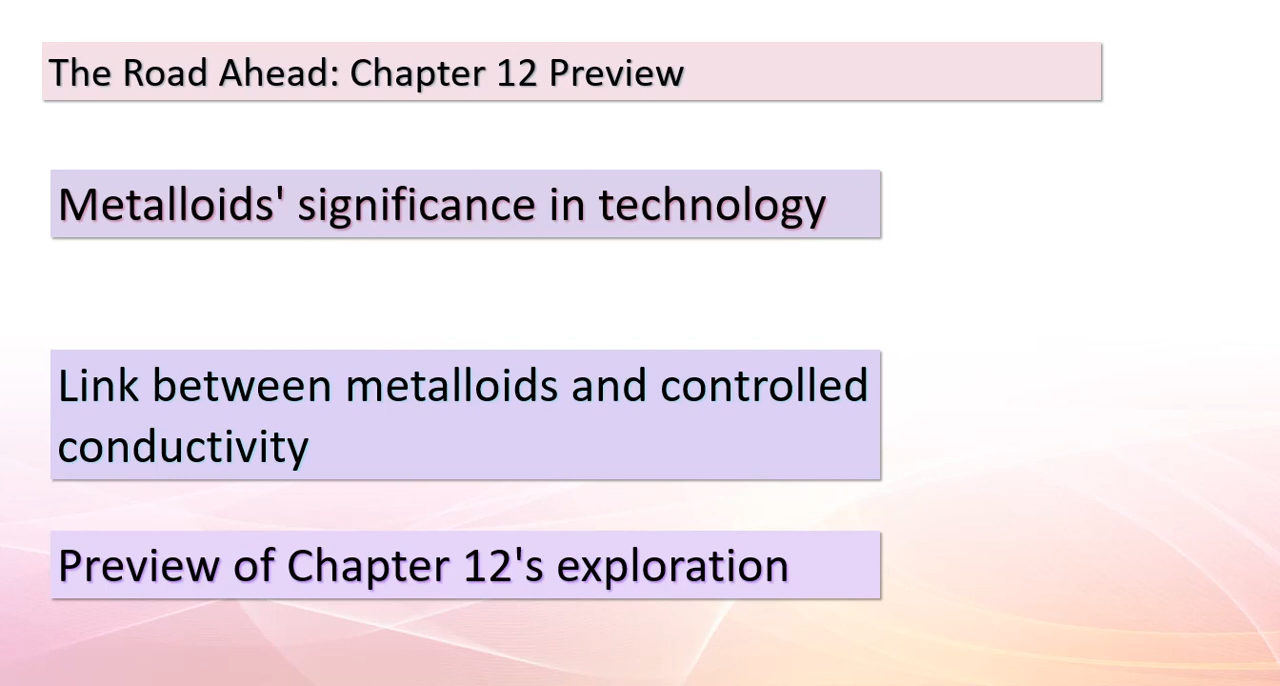 The Road Ahead: Chapter 12 Preview
Metalloids' significance in technology
Link between metalloids and controlled
conductivity
Preview of Chapter 12's exploration